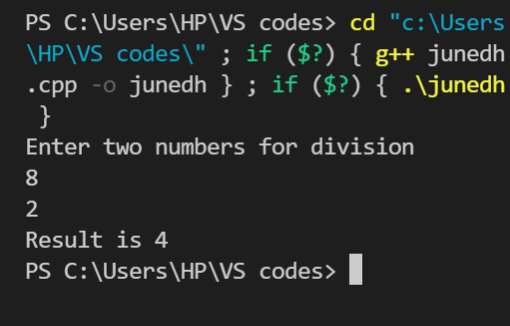 PS C:\Users\HP\VS codes> cd "c:\Users
\HP\VS codes\" ; if ($?) { g++ junedh
.cpp -o junedh } ; if ($?) { .\junedh
 }
Enter two numbers for division
8
2
Result is 4
PS C:\Users\HP\VS codes>